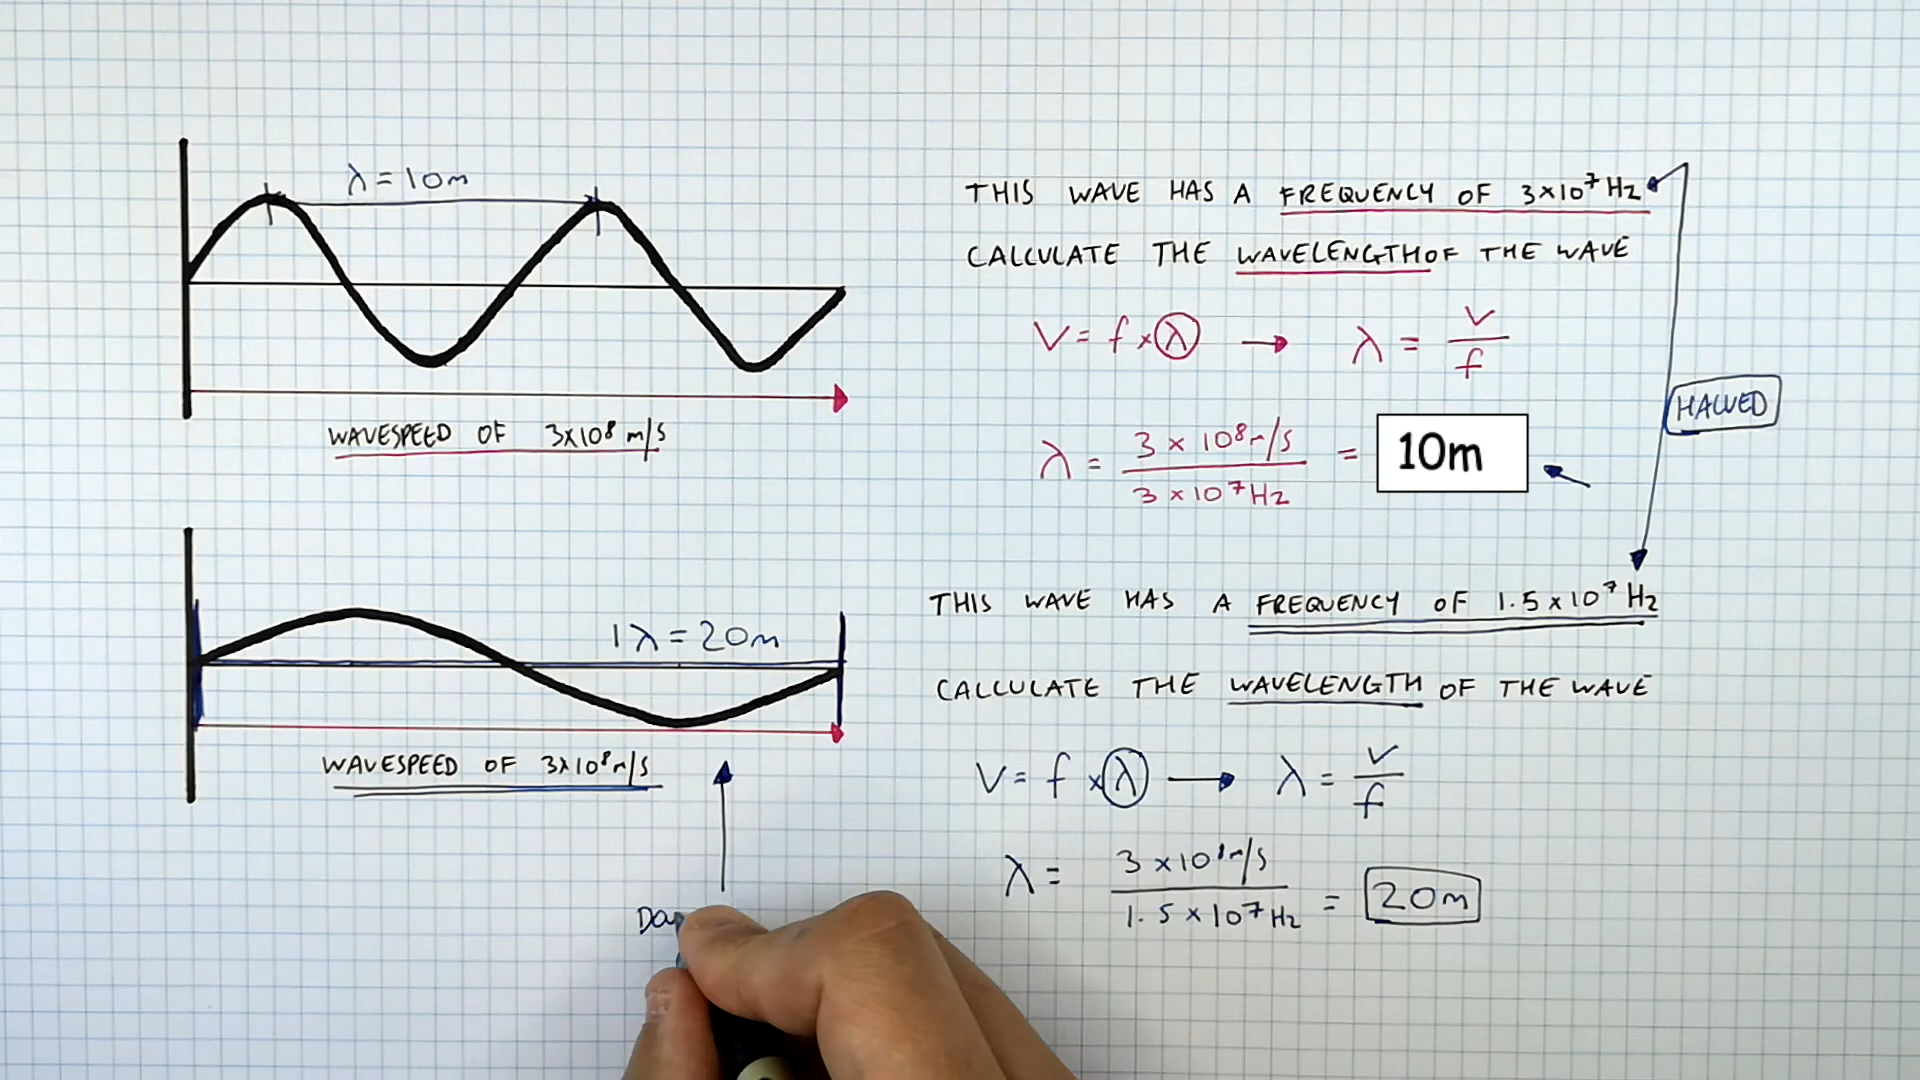 λ = 10m
WAVESPEED OF 3x10⁸ m/s
THIS WAVE HAS A FREQUENCY OF 3x10⁷ Hz
CALCULATE THE WAVELENGTH OF THE WAVE
V = f x λ → λ = v/f
λ = 3 x 10⁸ m/s / 3 x 10⁷ Hz = 10m
HALVED
1λ = 20m
WAVESPEED OF 3x10⁸ m/s
THIS WAVE HAS A FREQUENCY OF 1.5 x 10⁷ Hz
CALCULATE THE WAVELENGTH OF THE WAVE
V = f x λ → λ = v/f
λ = 3 x 10⁸ m/s / 1.5 x 10⁷ Hz = 20m